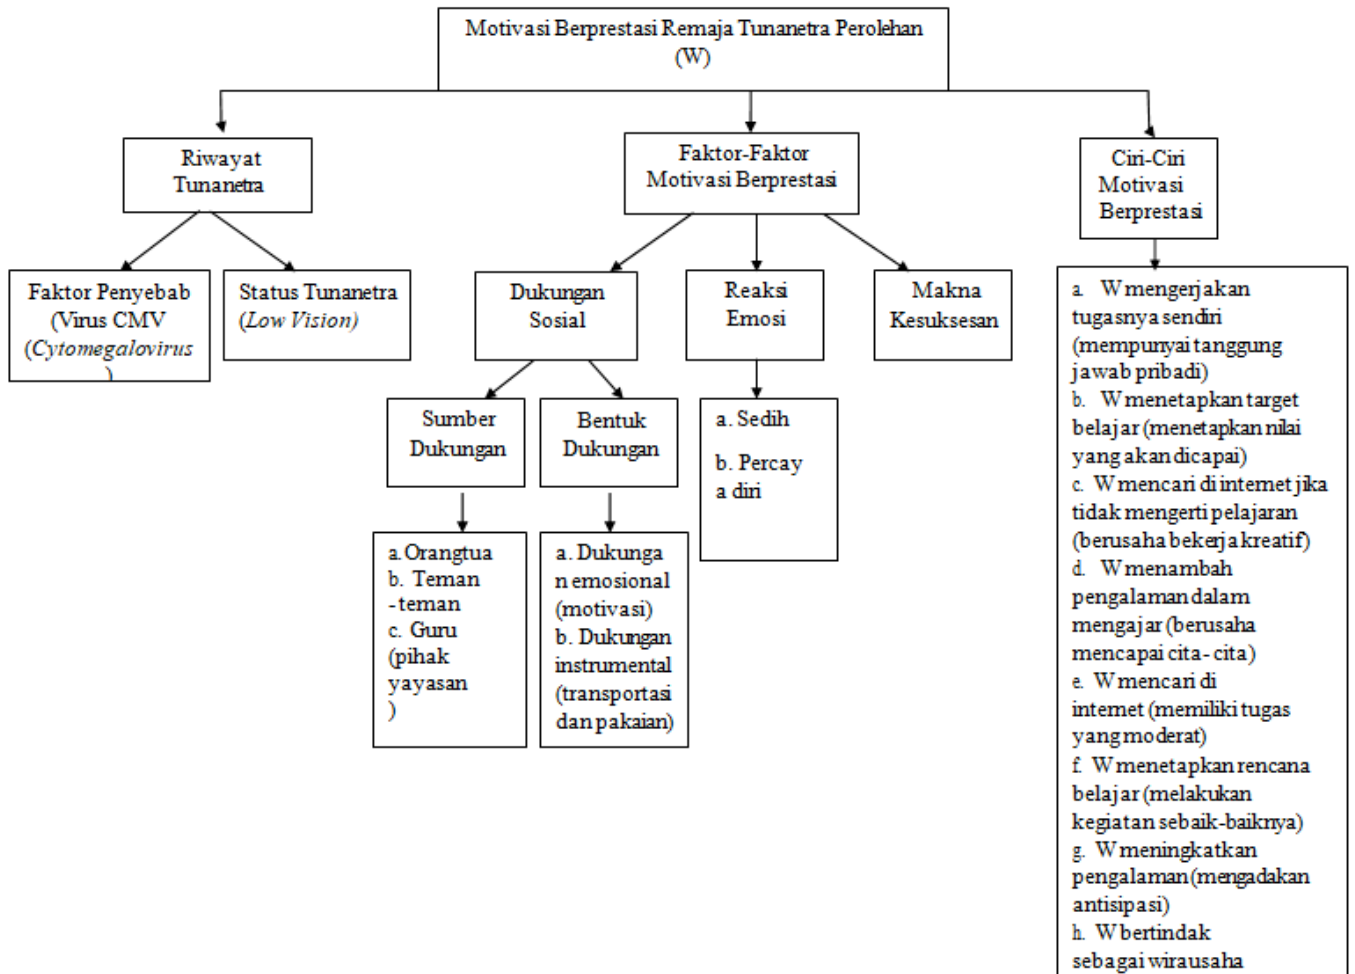 Motivasi Berprestasi Remaja Tunanetra Perolehan
(W)
Riwayat
Tunanetra
Faktor-Faktor
Motivasi Berprestasi
Ciri-Ciri
Motivasi
Berprestasi
Faktor Penyebab
(Virus CMV
(Cytomegalovirus
)
Status Tunanetra
(Low Vision)
Dukungan
Sosial
Reaksi
Emosi
Makna
Kesuksesan
Sumber
Dukungan
Bentuk
Dukungan
a. Sedih
b. Percay
a diri
a. Orangtua
b. Teman
-teman
c. Guru
(pihak
yayasan
)
a. Dukunga
n emosional
(motivasi)
b. Dukungan
instrumental
(transportasi
dan pakaian)
a. W mengerjakan
tugasnya sendiri
(mempunyai tanggung
jawab pribadi)
b. W menetapkan target
belajar (menetapkan nilai
yang akan dicapai)
c. W mencari di internet jika
tidak mengerti pelajaran
(berusaha bekerja kreatif)
d. W menambah
pengalaman dalam
mengajar (berusaha
mencapai cita- cita)
e. W mencari di
internet (memiliki tugas
yang moderat)
f. W menetapkan rencana
belajar (melakukan
kegiatan sebaik-baiknya)
g. W meningkatkan
pengalaman (mengadakan
antisipasi)
h. W bertindak
sebagai wirausaha